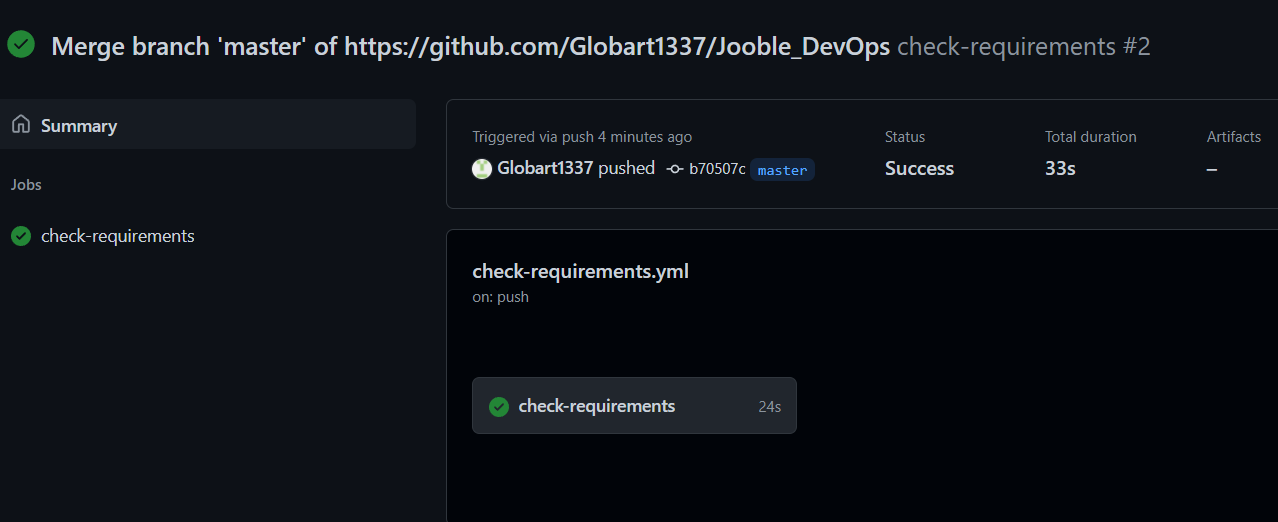 Merge branch 'master' of https://github.com/Globart1337/Jooble_DevOps check-requirements #2
Summary
Jobs
check-requirements
Triggered via push 4 minutes ago
Globart1337 pushed b70507c master
Status
Success
Total duration
33s
Artifacts
–
check-requirements.yml
on: push
check-requirements 24s